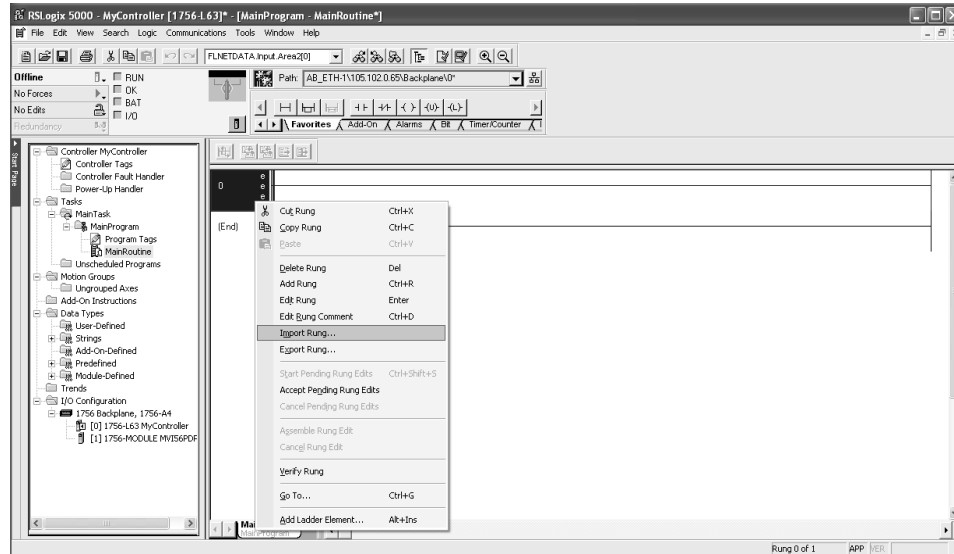 RSLogix 5000 - MyController [1756-L63]* - [MainProgram - MainRoutine*]
File Edit View Search Logic Communications Tools Window Help
FLNETDATA.Input.Area2[0]
Offline
RUN
No Forces
OK
BAT
No Edits
I/O
Redundancy
Path: AB_ETH-1\105.102.0.65\Backplane\0*
Favorites Add-On Alarms Bit Timer/Counter
Start Page
Controller MyController
Controller Tags
Controller Fault Handler
Power-Up Handler
Tasks
MainTask
MainProgram
Program Tags
MainRoutine
Unscheduled Programs
Motion Groups
Ungrouped Axes
Add-On Instructions
Data Types
User-Defined
Strings
Add-On-Defined
Predefined
Module-Defined
Trends
I/O Configuration
1756 Backplane, 1756-A4
[0] 1756-L63 MyController
[1] 1756-MODULE MVI56PDF
0
e
e
e
(End)
Cut Rung Ctrl+X
Copy Rung Ctrl+C
Paste Ctrl+V
Delete Rung Del
Add Rung Ctrl+R
Edit Rung Enter
Edit Rung Comment Ctrl+D
Import Rung...
Export Rung...
Start Pending Rung Edits Ctrl+Shift+S
Accept Pending Rung Edits
Cancel Pending Rung Edits
Assemble Rung Edit
Cancel Rung Edit
Verify Rung
Go To... Ctrl+G
Add Ladder Element... Alt+Ins
MainProgram
Rung 0 of 1 APP VER